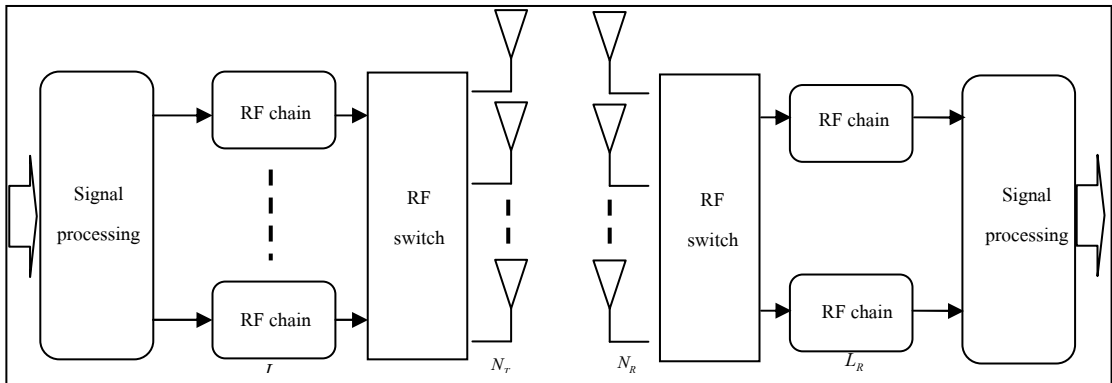 Signal
processing
RF chain
RF chain
RF
switch
N_T
N_R
RF
switch
RF chain
RF chain
L_R
Signal
processing